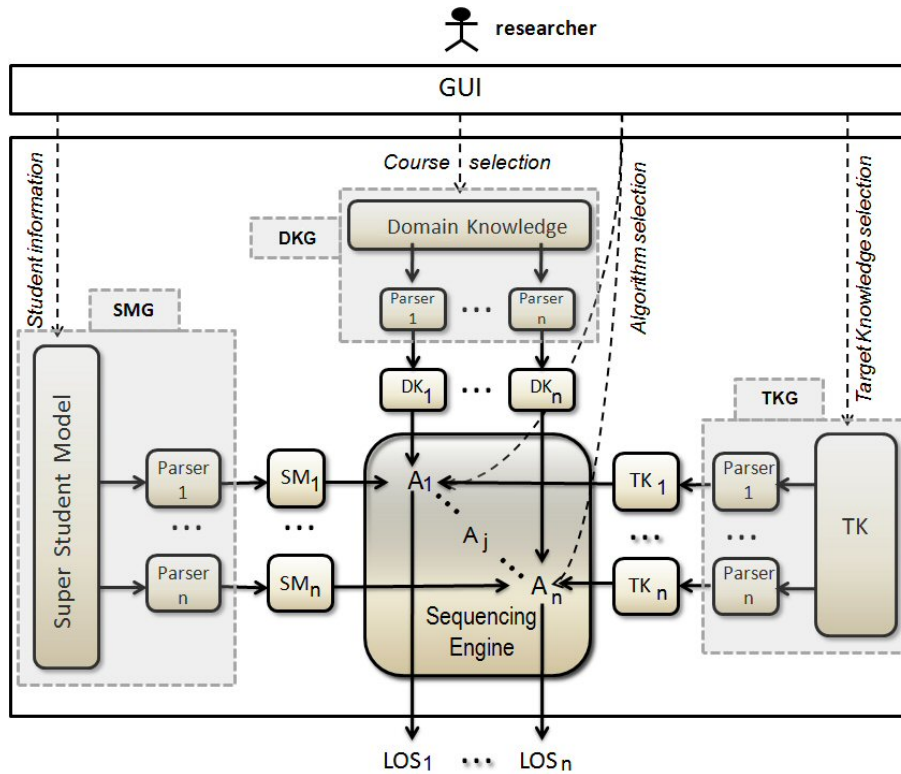 researcher
GUI
Course selection
Student information
Algorithm selection
Target Knowledge selection
DKG
Domain Knowledge
Parser
1
...
Parser
n
SMG
DK1
...
DKn
TKG
Super Student Model
Parser
1
SM1
A1
TK 1
Parser
1
TK
...
...
...
A j
...
...
...
Parser
n
SMn
An
TK n
Parser
n
Sequencing
Engine
LOS1 ... LOSn